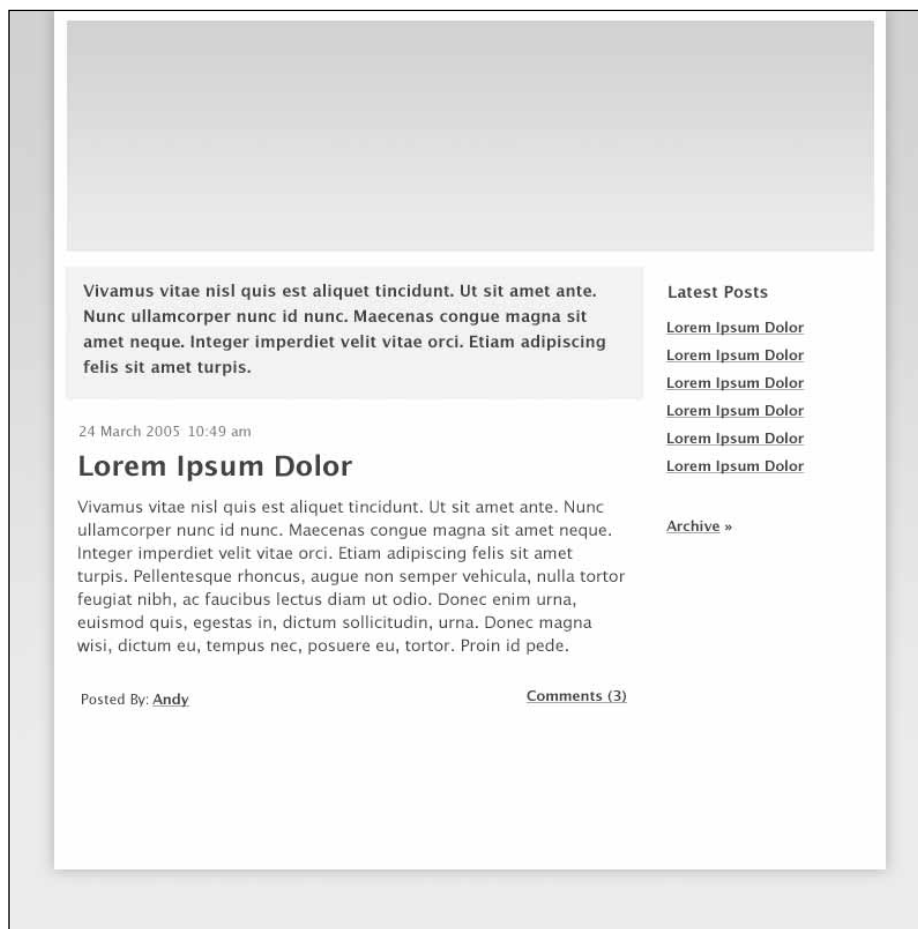 Vivamus vitae nisl quis est aliquet tincidunt. Ut sit amet ante.
Nunc ullamcorper nunc id nunc. Maecenas congue magna sit
amet neque. Integer imperdiet velit vitae orci. Etiam adipiscing
felis sit amet turpis.
24 March 2005 10:49 am
Lorem Ipsum Dolor
Vivamus vitae nisl quis est aliquet tincidunt. Ut sit amet ante. Nunc
ullamcorper nunc id nunc. Maecenas congue magna sit amet neque.
Integer imperdiet velit vitae orci. Etiam adipiscing felis sit amet
turpis. Pellentesque rhoncus, augue non semper vehicula, nulla tortor
feugiat nibh, ac faucibus lectus diam ut odio. Donec enim urna,
euismod quis, egestas in, dictum sollicitudin, urna. Donec magna
wisi, dictum eu, tempus nec, posuere eu, tortor. Proin id pede.
Posted By: Andy
Comments (3)
Latest Posts
Lorem Ipsum Dolor
Lorem Ipsum Dolor
Lorem Ipsum Dolor
Lorem Ipsum Dolor
Lorem Ipsum Dolor
Lorem Ipsum Dolor
Archive »